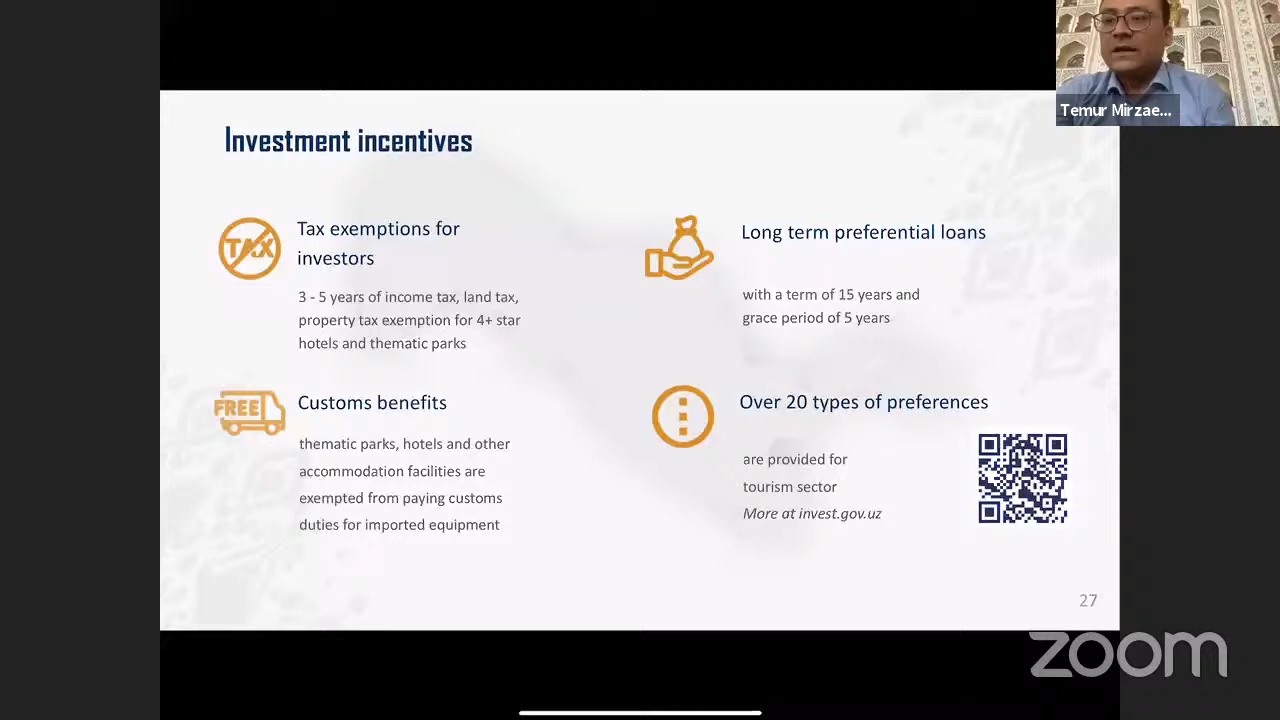 Temur Mirzae...
Investment incentives
TAX
Tax exemptions for
investors
3 - 5 years of income tax, land tax,
property tax exemption for 4+ star
hotels and thematic parks
Long term preferential loans
with a term of 15 years and
grace period of 5 years
FREE
Customs benefits
thematic parks, hotels and other
accommodation facilities are
exempted from paying customs
duties for imported equipment
Over 20 types of preferences
are provided for
tourism sector
More at invest.gov.uz
27
zoom